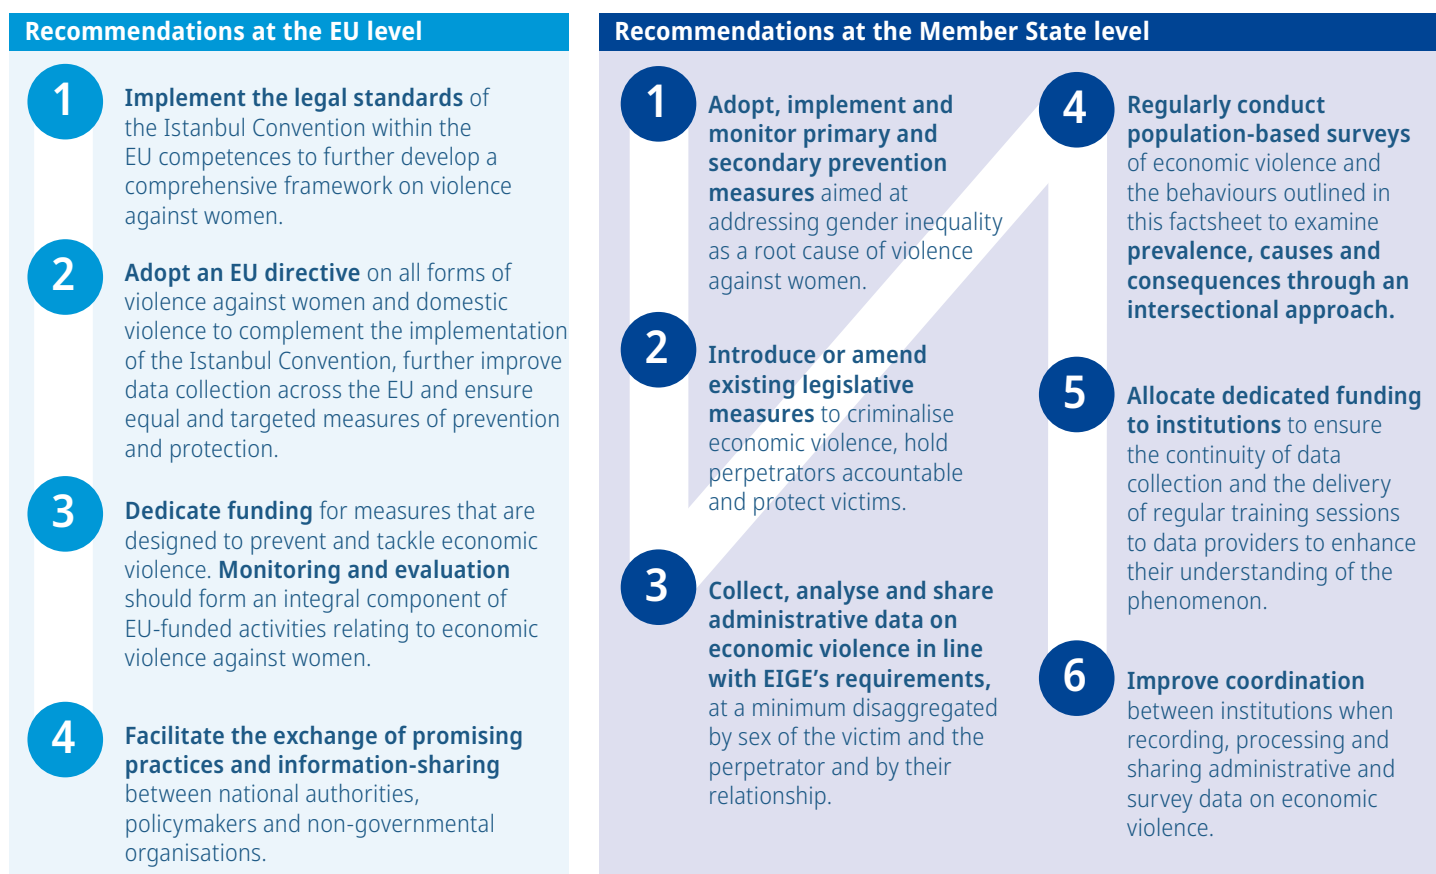 Recommendations at the EU level
1
Implement the legal standards of
the Istanbul Convention within the
EU competences to further develop a
comprehensive framework on violence
against women.
2
Adopt an EU directive on all forms of
violence against women and domestic
violence to complement the implementation
of the Istanbul Convention, further improve
data collection across the EU and ensure
equal and targeted measures of prevention
and protection.
3
Dedicate funding for measures that are
designed to prevent and tackle economic
violence. Monitoring and evaluation
should form an integral component of
EU-funded activities relating to economic
violence against women.
4
Facilitate the exchange of promising
practices and information-sharing
between national authorities,
policymakers and non-governmental
organisations.
Recommendations at the Member State level
1
Adopt, implement and
monitor primary and
secondary prevention
measures aimed at
addressing gender inequality
as a root cause of violence
against women.
2
Introduce or amend
existing legislative
measures to criminalise
economic violence, hold
perpetrators accountable
and protect victims.
3
Collect, analyse and share
administrative data on
economic violence in line
with EIGE’s requirements,
at a minimum disaggregated
by sex of the victim and the
perpetrator and by their
relationship.
4
Regularly conduct
population-based surveys
of economic violence and
the behaviours outlined in
this factsheet to examine
prevalence, causes and
consequences through an
intersectional approach.
5
Allocate dedicated funding
to institutions to ensure
the continuity of data
collection and the delivery
of regular training sessions
to data providers to enhance
their understanding of the
phenomenon.
6
Improve coordination
between institutions when
recording, processing and
sharing administrative and
survey data on economic
violence.